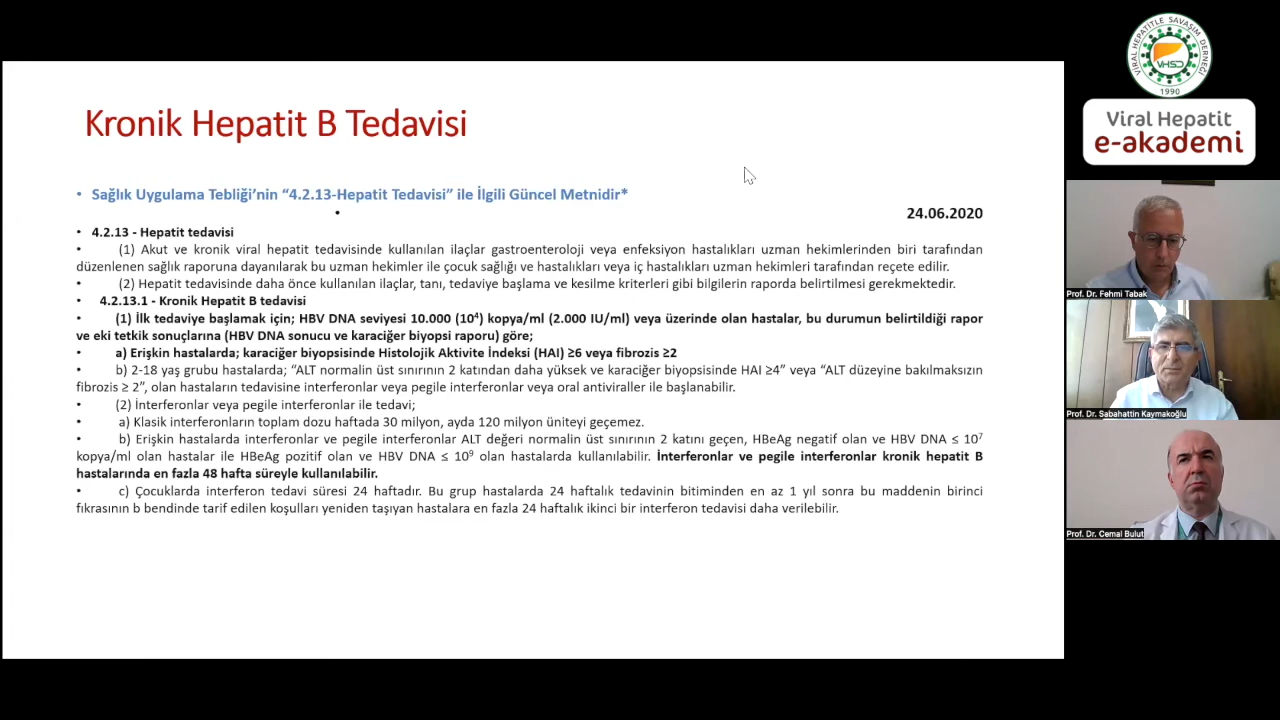 Kronik Hepatit B Tedavisi
• Sağlık Uygulama Tebliği’nin “4.2.13-Hepatit Tedavisi” ile İlgili Güncel Metnidir*
• 24.06.2020
• 4.2.13 - Hepatit tedavisi
• (1) Akut ve kronik viral hepatit tedavisinde kullanılan ilaçlar gastroenteroloji veya enfeksiyon hastalıkları uzman hekimlerinden biri tarafından
düzenlenen sağlık raporuna dayanılarak bu uzman hekimler ile çocuk sağlığı ve hastalıkları veya iç hastalıkları uzman hekimleri tarafından reçete edilir.
• (2) Hepatit tedavisinde daha önce kullanılan ilaçlar, tanı, tedaviye başlama ve kesilme kriterleri gibi bilgilerin raporda belirtilmesi gerekmektedir.
• 4.2.13.1 - Kronik Hepatit B tedavisi
• (1) İlk tedaviye başlamak için; HBV DNA seviyesi 10.000 (10⁴) kopya/ml (2.000 IU/ml) veya üzerinde olan hastalar, bu durumun belirtildiği rapor
ve eki tetkik sonuçlarına (HBV DNA sonucu ve karaciğer biyopsi raporu) göre;
• a) Erişkin hastalarda; karaciğer biyopsisinde Histolojik Aktivite İndeksi (HAI) ≥6 veya fibrozis ≥2
• b) 2-18 yaş grubu hastalarda; “ALT normalin üst sınırının 2 katından daha yüksek ve karaciğer biyopsisinde HAI ≥4” veya “ALT düzeyine bakılmaksızın
fibrozis ≥ 2”, olan hastaların tedavisine interferonlar veya pegile interferonlar veya oral antiviraller ile başlanabilir.
• (2) İnterferonlar veya pegile interferonlar ile tedavi;
• a) Klasik interferonların toplam dozu haftada 30 milyon, ayda 120 milyon üniteyi geçemez.
• b) Erişkin hastalarda interferonlar ve pegile interferonlar ALT değeri normalin üst sınırının 2 katını geçen, HBeAg negatif olan ve HBV DNA ≤ 10⁷
kopya/ml olan hastalar ile HBeAg pozitif olan ve HBV DNA ≤ 10⁹ olan hastalarda kullanılabilir. İnterferonlar ve pegile interferonlar kronik hepatit B
hastalarında en fazla 48 hafta süreyle kullanılabilir.
• c) Çocuklarda interferon tedavi süresi 24 haftadır. Bu grup hastalarda 24 haftalık tedavinin bitiminden en az 1 yıl sonra bu maddenin birinci
fıkrasının b bendinde tarif edilen koşulları yeniden taşıyan hastalara en fazla 24 haftalık ikinci bir interferon tedavisi daha verilebilir.
VİRAL HEPATİTLE SAVAŞIM DERNEĞİ
VHSD
1990
Viral Hepatit
e-akademi
Prof. Dr. Fehmi Tabak
Prof. Dr. Sabahattin Kaymakoğlu
Prof. Dr. Cemal Bulut